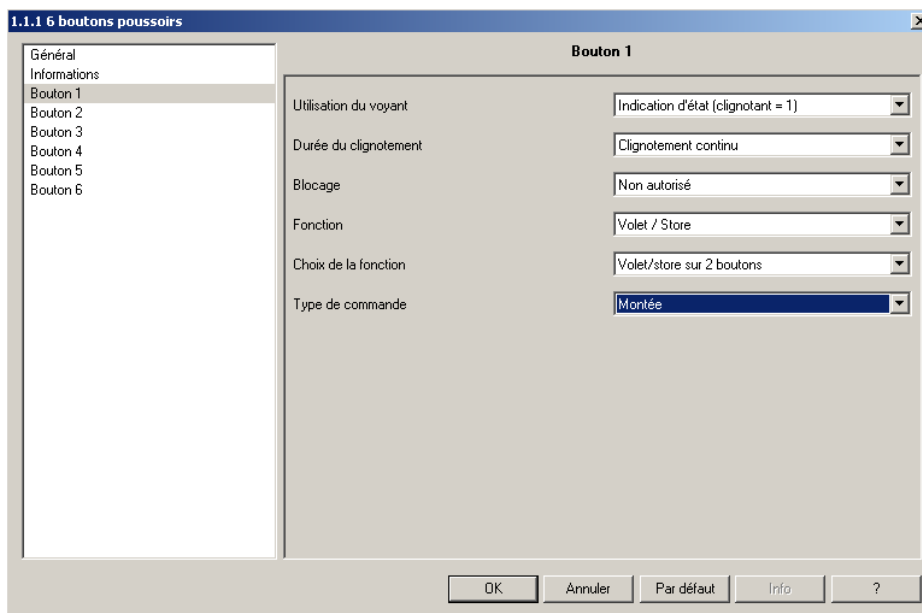 1.1.1 6 boutons poussoirs
Général
Informations
Bouton 1
Bouton 2
Bouton 3
Bouton 4
Bouton 5
Bouton 6
Bouton 1
Utilisation du voyant Indication d'état (clignotant = 1)
Durée du clignotement Clignotement continu
Blocage Non autorisé
Fonction Volet / Store
Choix de la fonction Volet/store sur 2 boutons
Type de commande Montée
OK Annuler Par défaut Info ?